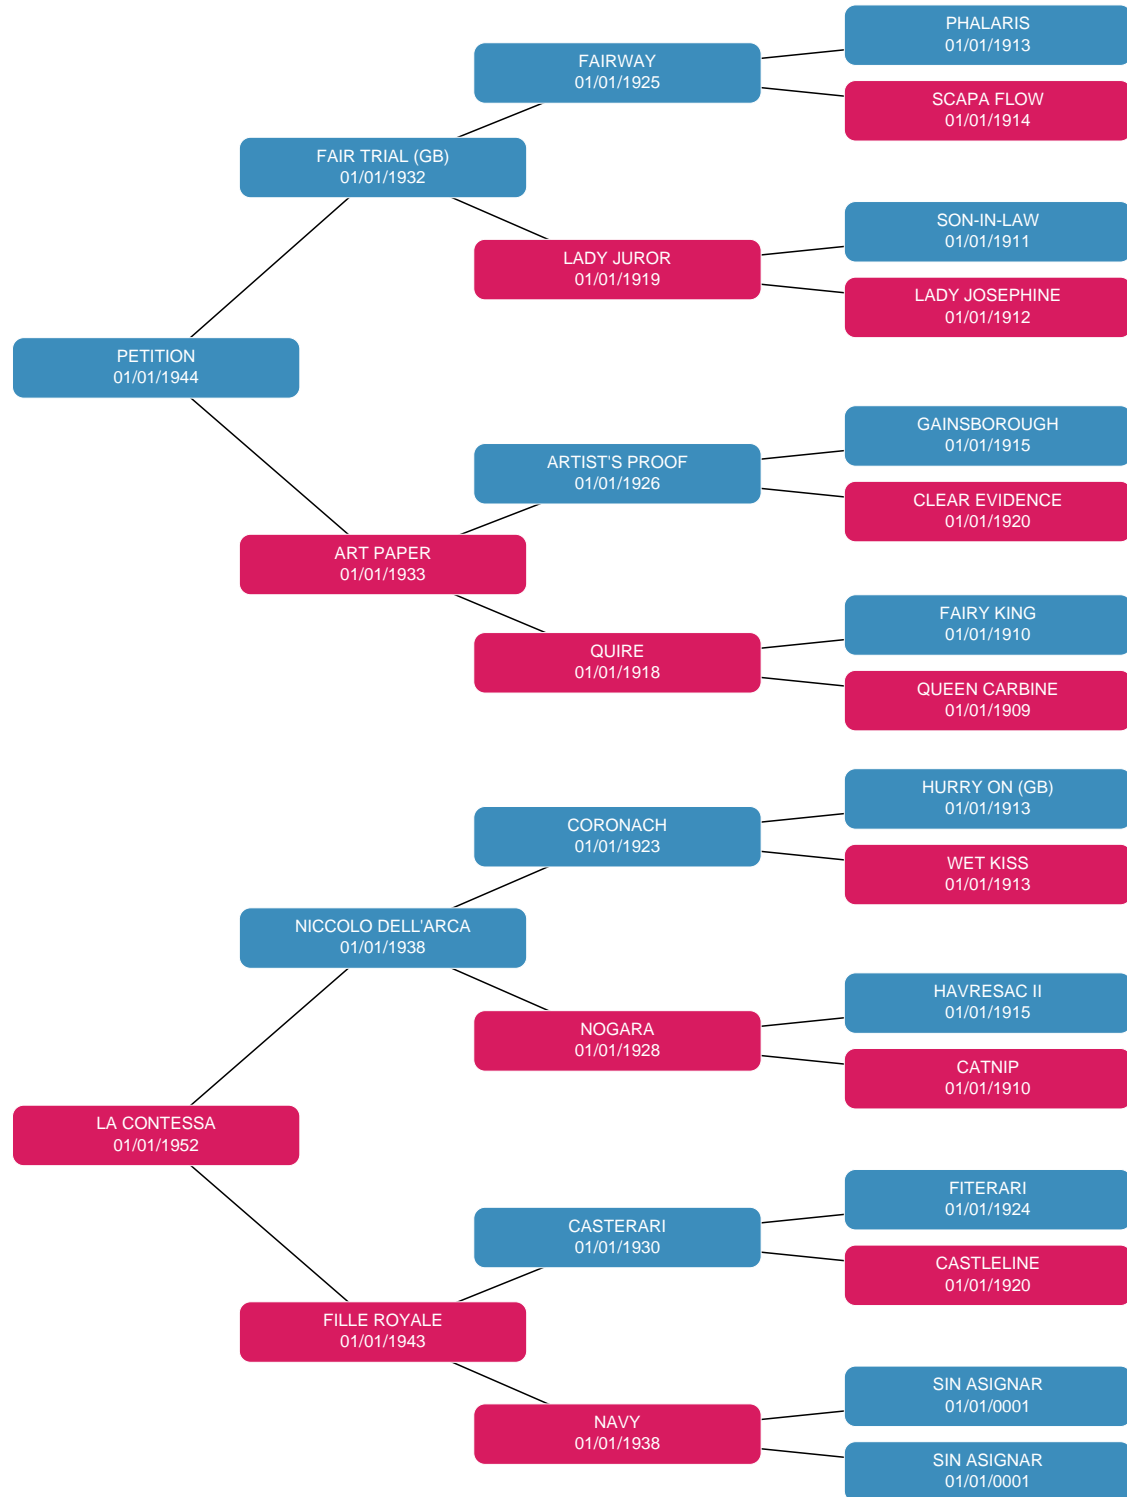 PHALARIS
01/01/1913
FAIRWAY
01/01/1925
SCAPA FLOW
01/01/1914
FAIR TRIAL (GB)
01/01/1932
SON-IN-LAW
01/01/1911
LADY JUROR
01/01/1919
LADY JOSEPHINE
01/01/1912
PETITION
01/01/1944
GAINSBOROUGH
01/01/1915
ARTIST'S PROOF
01/01/1926
CLEAR EVIDENCE
01/01/1920
ART PAPER
01/01/1933
FAIRY KING
01/01/1910
QUIRE
01/01/1918
QUEEN CARBINE
01/01/1909
HURRY ON (GB)
01/01/1913
CORONACH
01/01/1923
WET KISS
01/01/1913
NICCOLO DELL'ARCA
01/01/1938
HAVRESAC II
01/01/1915
NOGARA
01/01/1928
CATNIP
01/01/1910
LA CONTESSA
01/01/1952
FITERARI
01/01/1924
CASTERARI
01/01/1930
CASTLELINE
01/01/1920
FILLE ROYALE
01/01/1943
SIN ASIGNAR
01/01/0001
NAVY
01/01/1938
SIN ASIGNAR
01/01/0001